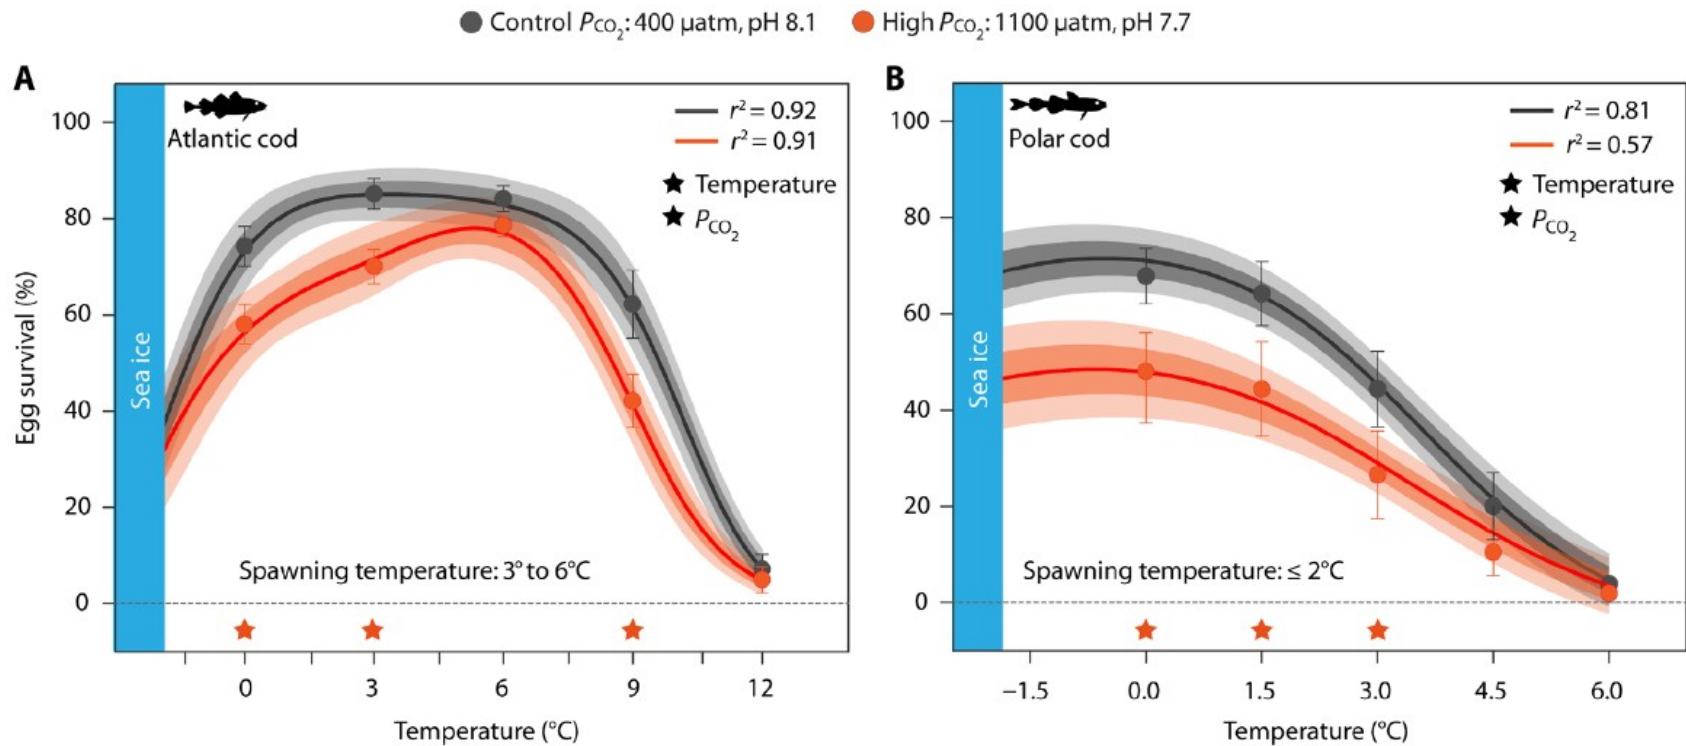 Control PCO₂: 400 µatm, pH 8.1 High PCO₂: 1100 µatm, pH 7.7
A
Atlantic cod
r² = 0.92
r² = 0.91
★ Temperature
★ PCO₂
Egg survival (%)
100
80
60
40
20
0
Sea ice
Spawning temperature: 3° to 6°C
0 3 6 9 12
Temperature (°C)
B
Polar cod
r² = 0.81
r² = 0.57
★ Temperature
★ PCO₂
100
80
60
40
20
0
Sea ice
Spawning temperature: ≤ 2°C
−1.5 0.0 1.5 3.0 4.5 6.0
Temperature (°C)